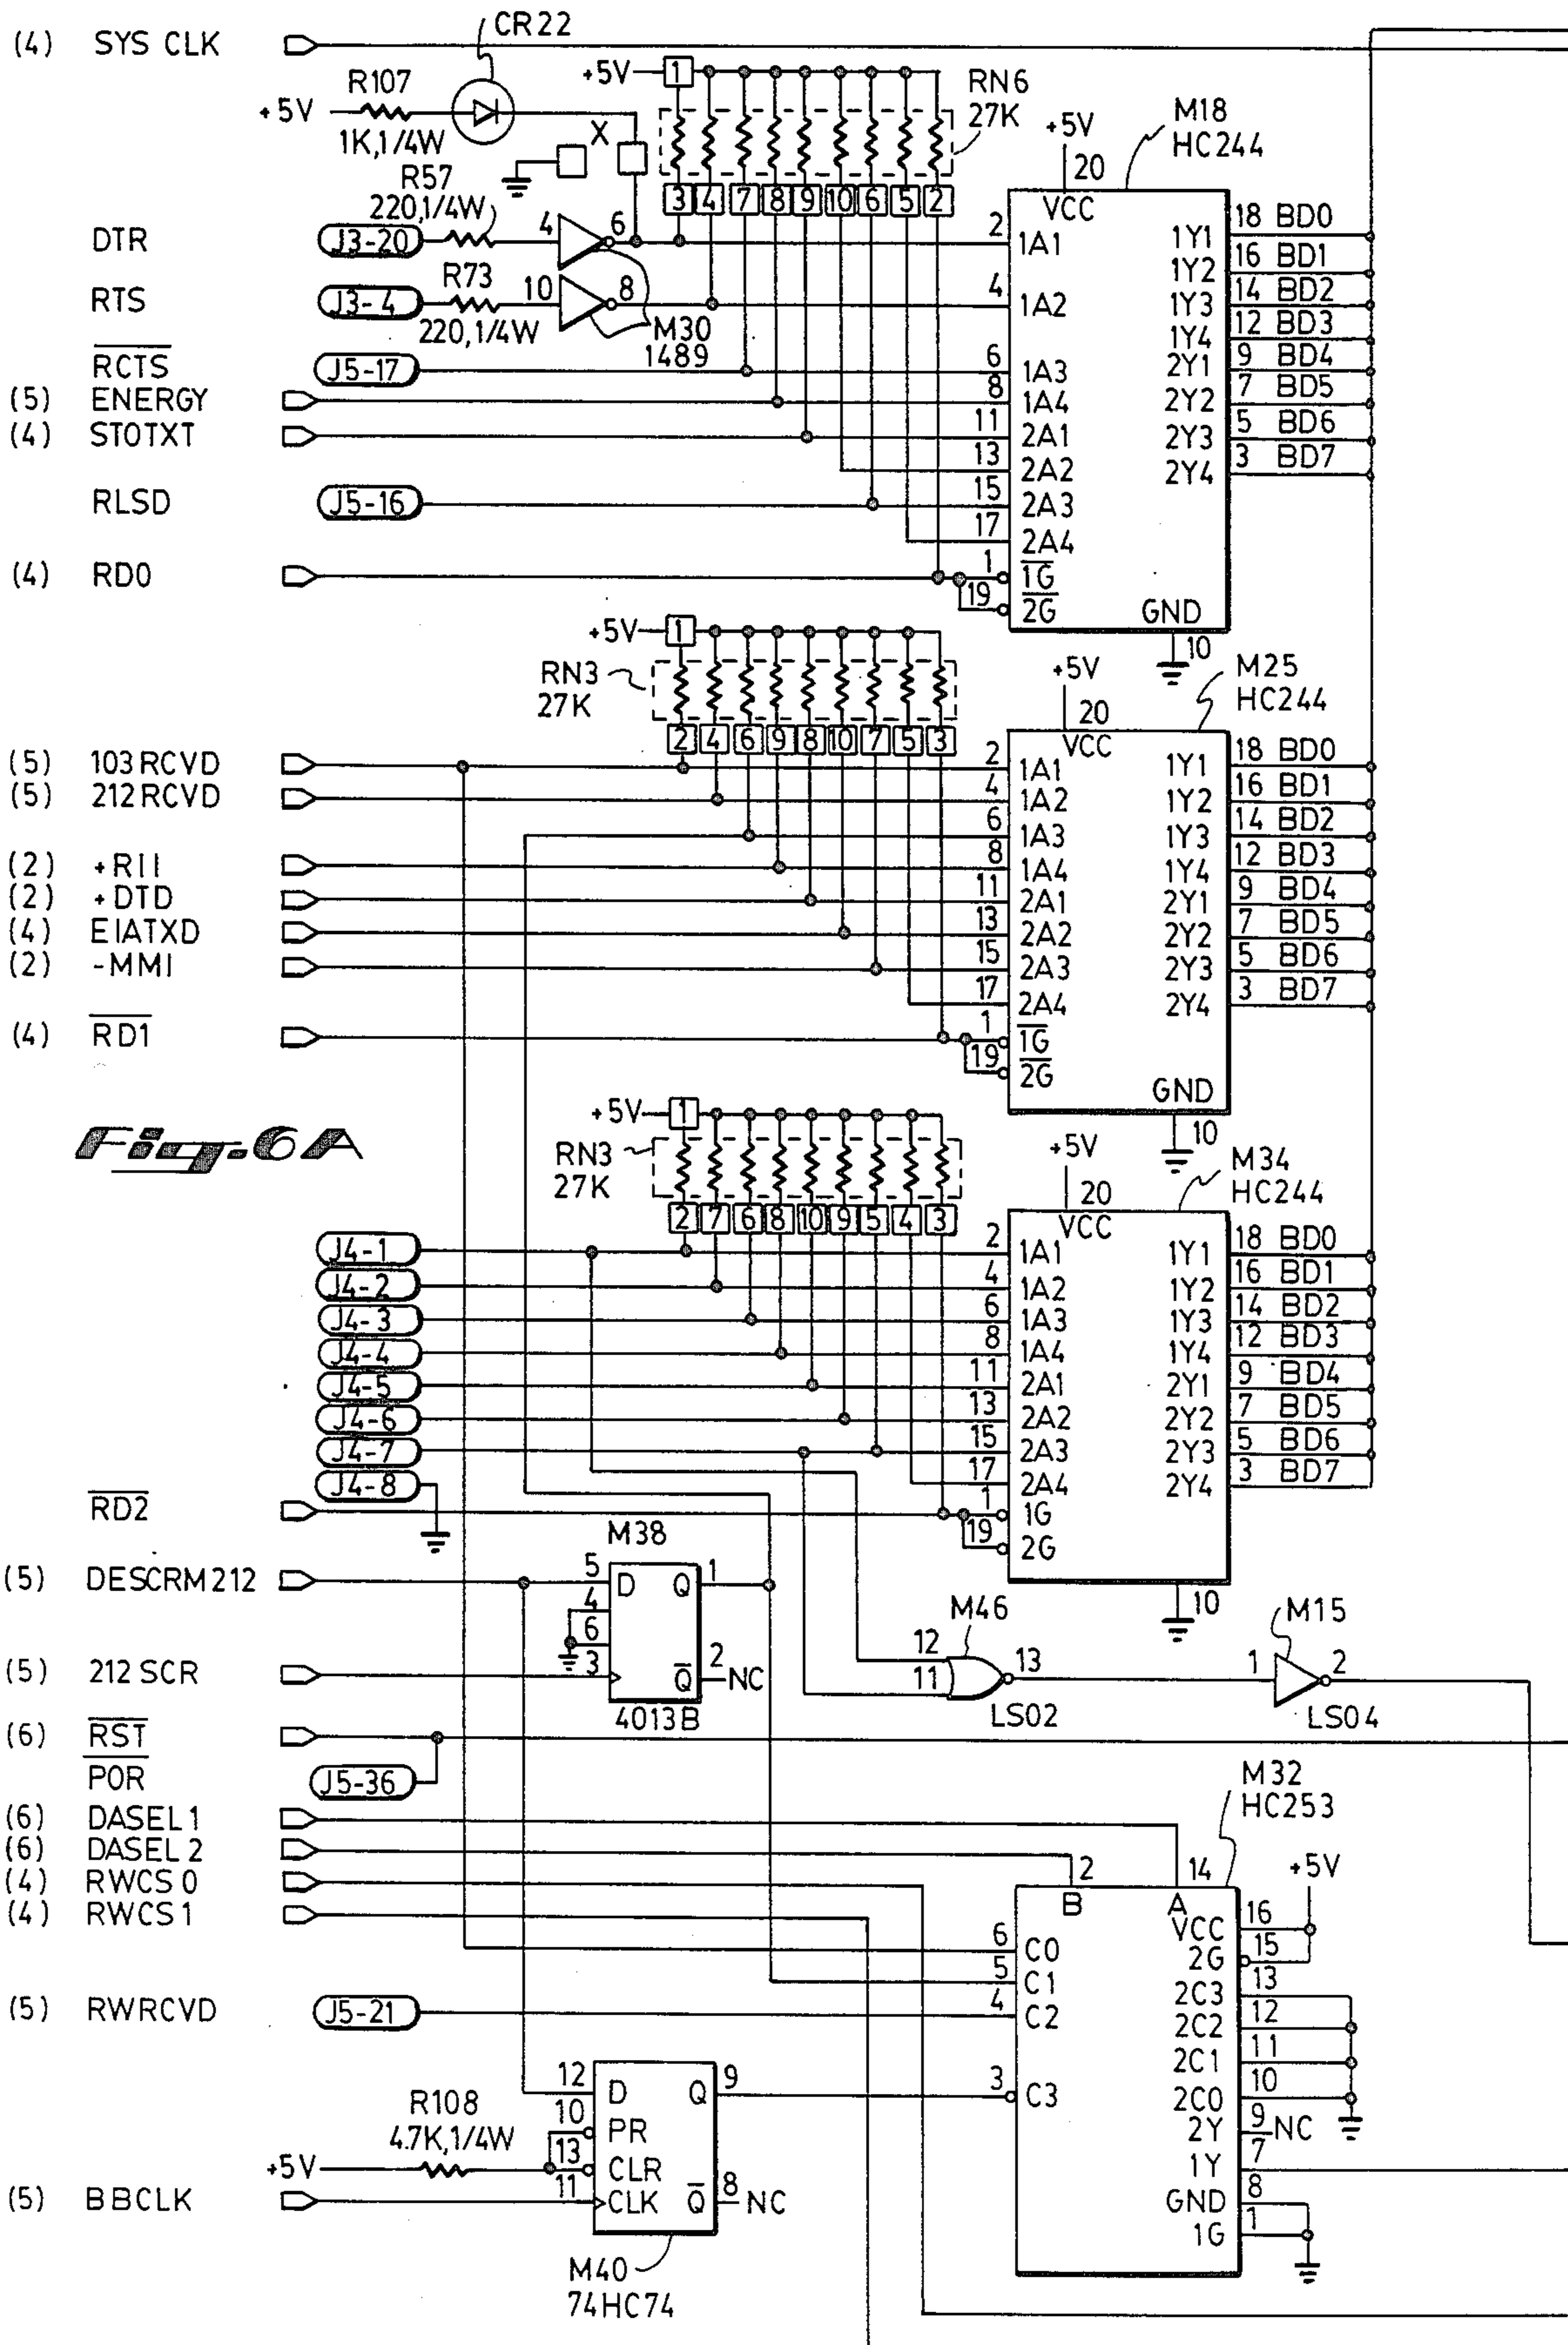 (4) SYS CLK
CR22
R107
+5V
1K,1/4W
X
+5V
1
RN6
27K
3 4 7 8 9 10 6 5 2
M18
HC244
+5V
20
VCC
R57
220,1/4W
DTR
J3-20
4
6
2
1A1
R73
RTS
J3-4
220,1/4W
10
8
M30
1489
4
1A2
RCTS
J5-17
6
1A3
(5) ENERGY
8
1A4
(4) STOTXT
11
2A1
13
2A2
RLSD
J5-16
15
2A3
17
2A4
(4) RD0
1
1G
19
2G
GND
10
1Y1 18 BD0
1Y2 16 BD1
1Y3 14 BD2
1Y4 12 BD3
2Y1 9 BD4
2Y2 7 BD5
2Y3 5 BD6
2Y4 3 BD7
+5V
1
RN3
27K
2 4 6 9 8 10 7 5 3
+5V
20
VCC
M25
HC244
(5) 103RCVD
2
1A1
(5) 212RCVD
4
1A2
6
1A3
(2) +RII
8
1A4
(2) +DTD
11
2A1
(4) EIATXD
13
2A2
(2) -MMI
15
2A3
17
2A4
(4) RD1
1
1G
19
2G
GND
10
1Y1 18 BD0
1Y2 16 BD1
1Y3 14 BD2
1Y4 12 BD3
2Y1 9 BD4
2Y2 7 BD5
2Y3 5 BD6
2Y4 3 BD7
Fig.6A
+5V
1
RN3
27K
2 7 6 8 10 9 5 4 3
+5V
20
VCC
M34
HC244
J4-1
2
1A1
J4-2
4
1A2
J4-3
6
1A3
J4-4
8
1A4
J4-5
11
2A1
J4-6
13
2A2
J4-7
15
2A3
J4-8
17
2A4
RD2
1
1G
19
2G
10
1Y1 18 BD0
1Y2 16 BD1
1Y3 14 BD2
1Y4 12 BD3
2Y1 9 BD4
2Y2 7 BD5
2Y3 5 BD6
2Y4 3 BD7
M38
(5) DESCRM212
5 D Q 1
4
6
(5) 212 SCR
3 Q 2 NC
4013B
M46
12
11
13
LS02
M15
1
2
LS04
(6) RST
POR
J5-36
(6) DASEL1
(6) DASEL2
(4) RWCS0
(4) RWCS1
M32
HC253
2
B
14
A
+5V
VCC 16
2G 15
2C3 13
2C2 12
2C1 11
2C0 10
2Y 9 NC
1Y 7
GND 8
1G 1
6 C0
5 C1
(5) RWRCVD
J5-21
4 C2
3 C3
12 D Q 9
R108
4.7K,1/4W
10 PR
+5V
13 CLR
(5) BBCLK
11 CLK Q 8 NC
M40
74HC74